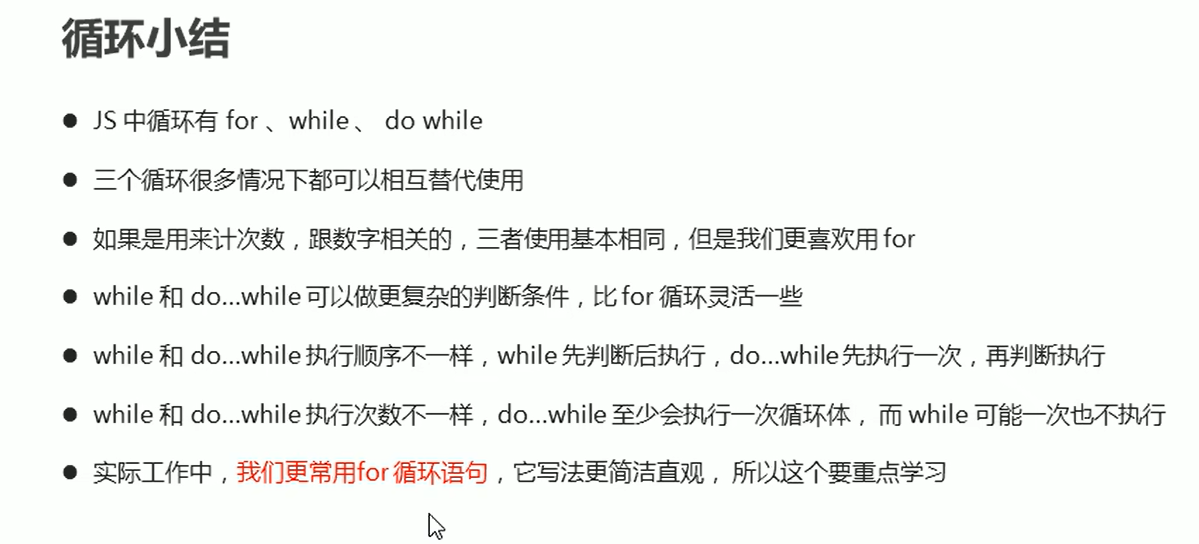 循环小结
● JS 中循环有 for 、while 、 do while
● 三个循环很多情况下都可以相互替代使用
● 如果是用来计次数，跟数字相关的，三者使用基本相同，但是我们更喜欢用 for
● while 和 do...while 可以做更复杂的判断条件，比 for 循环灵活一些
● while 和 do...while 执行顺序不一样，while 先判断后执行，do...while 先执行一次，再判断执行
● while 和 do...while 执行次数不一样，do...while 至少会执行一次循环体， 而 while 可能一次也不执行
● 实际工作中，我们更常用for 循环语句，它写法更简洁直观， 所以这个要重点学习